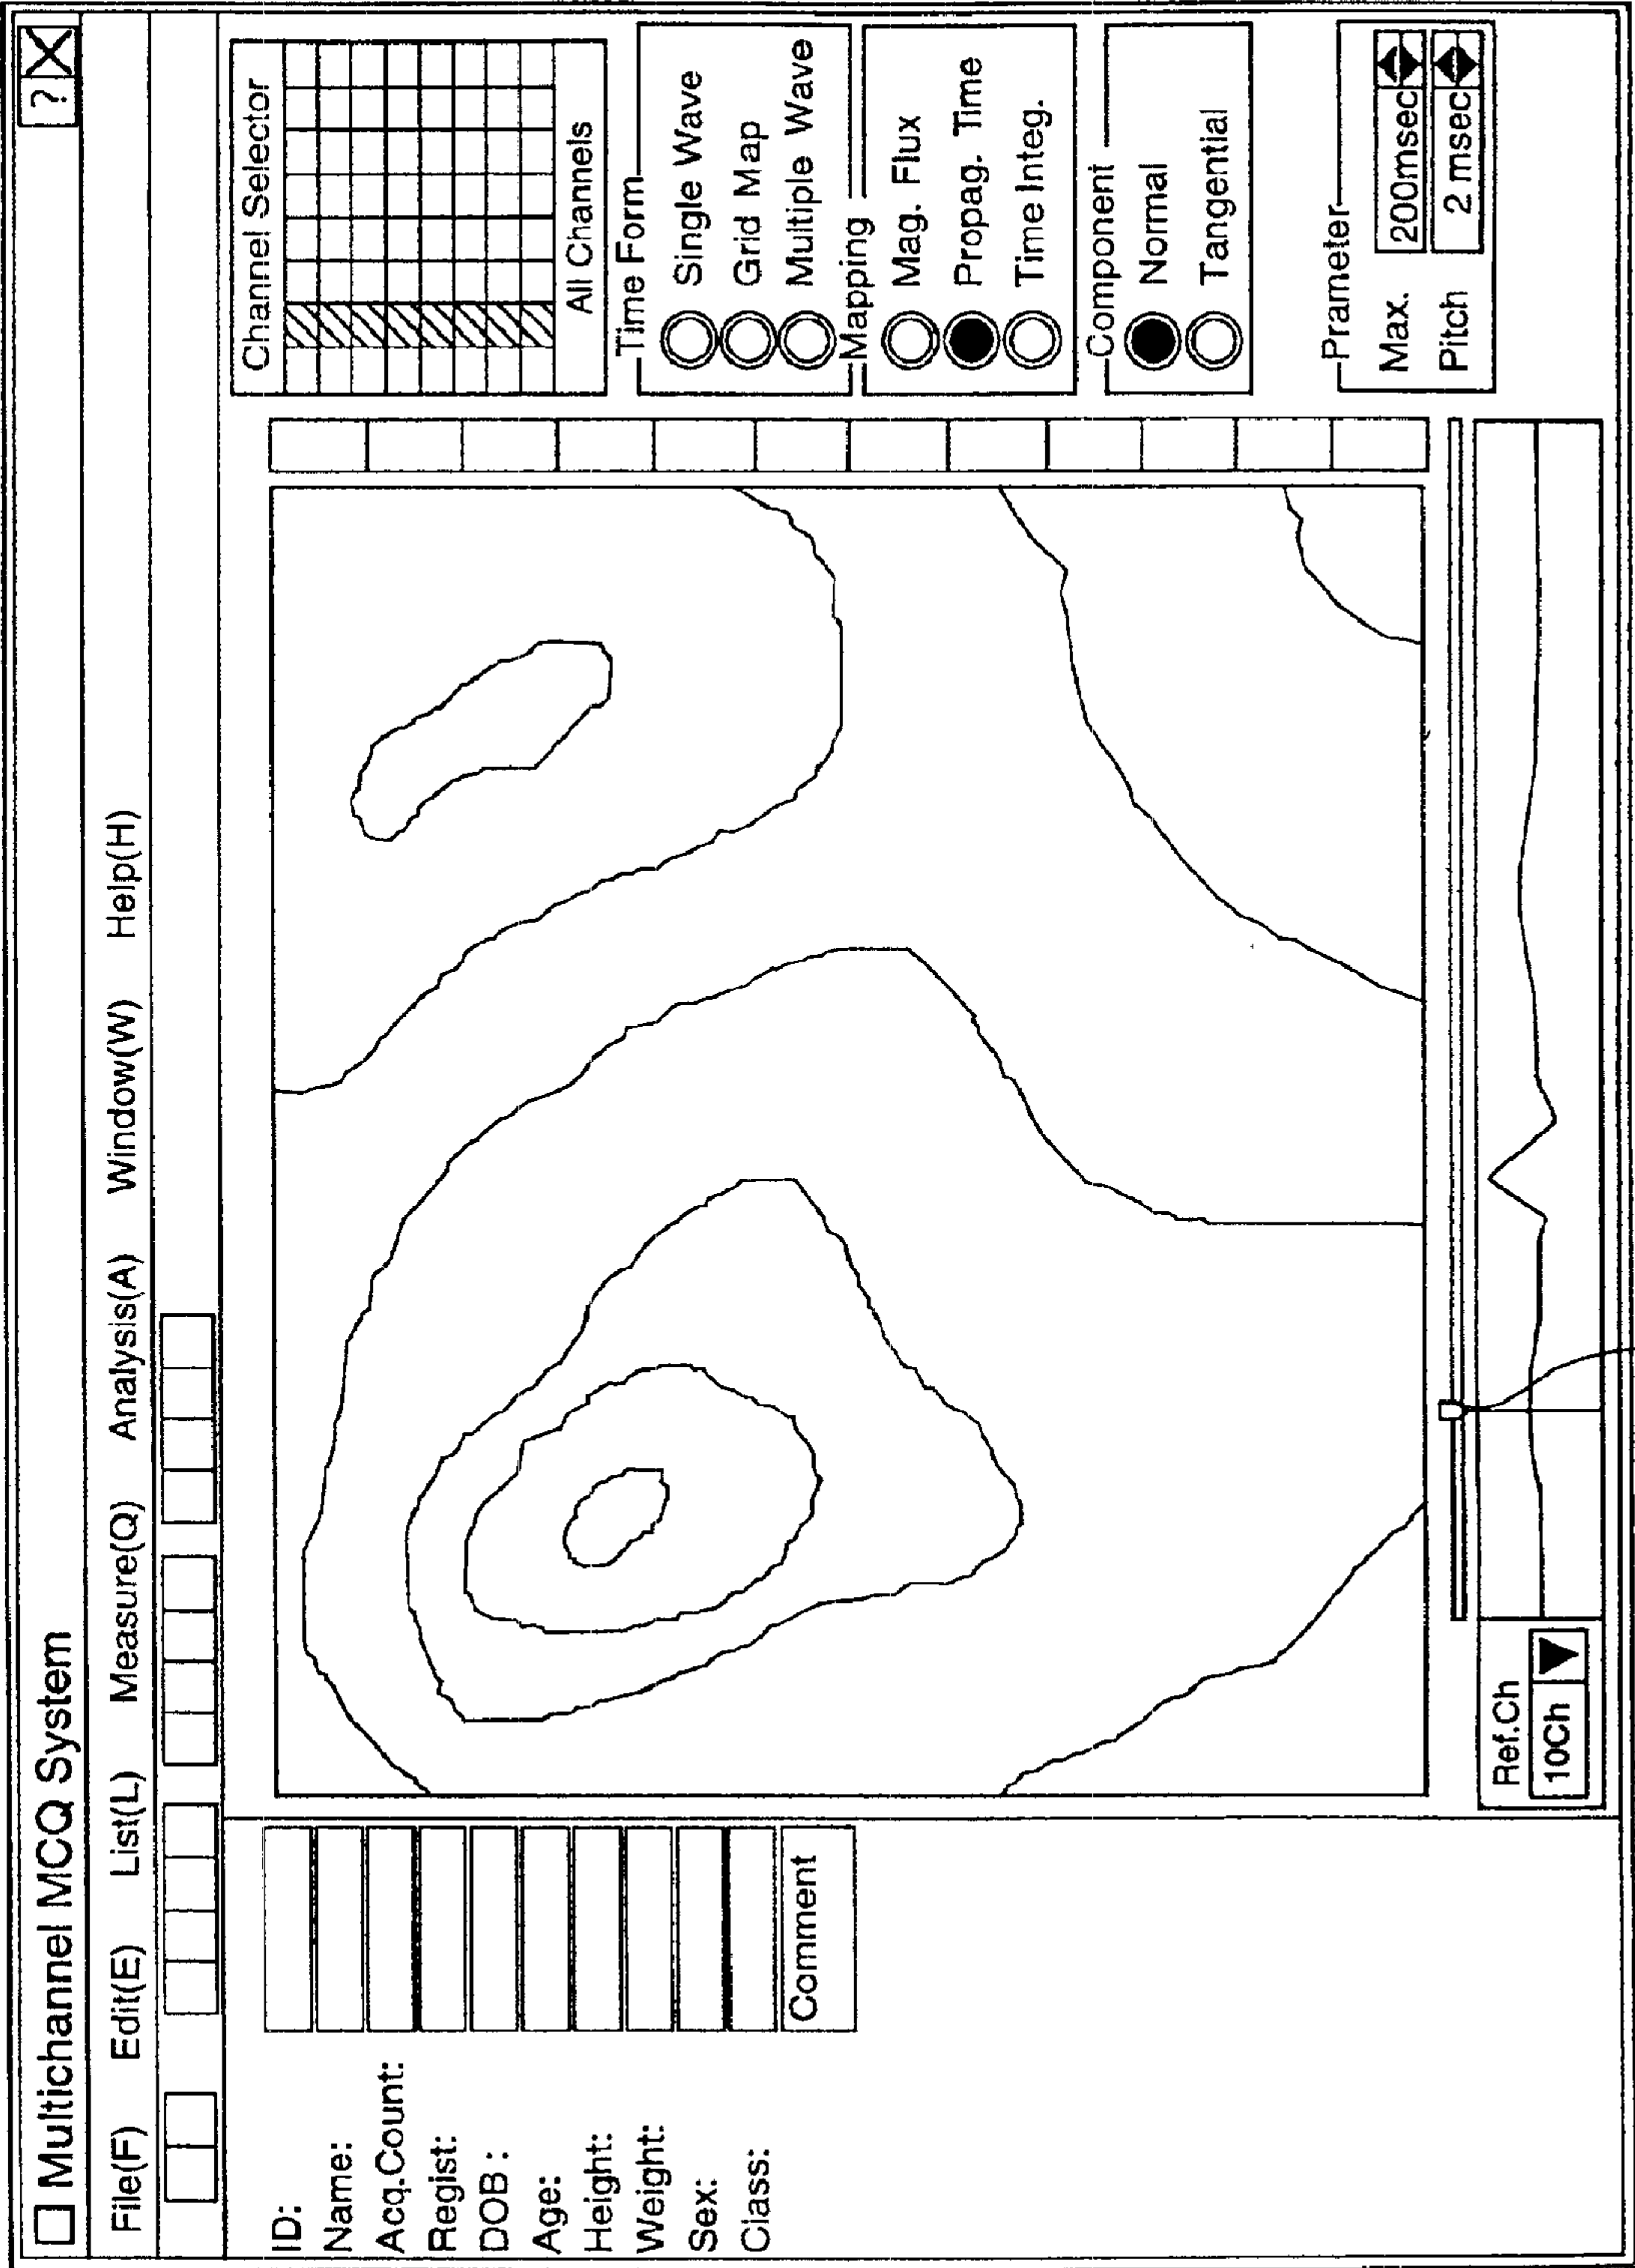 Multichannel MCQ System ? X
File(F) Edit(E) List(L) Measure(Q) Analysis(A) Window(W) Help(H)
ID:
Name:
Acq.Count:
Regist:
DOB:
Age:
Height:
Weight:
Sex:
Class:
Comment
Channel Selector
All Channels
Time Form
Single Wave
Grid Map
Multiple Wave
Mapping
Mag. Flux
Propag. Time
Time Integ.
Component
Normal
Tangential
Prameter
Max. 200msec
Pitch 2 msec
Ref.Ch
10Ch